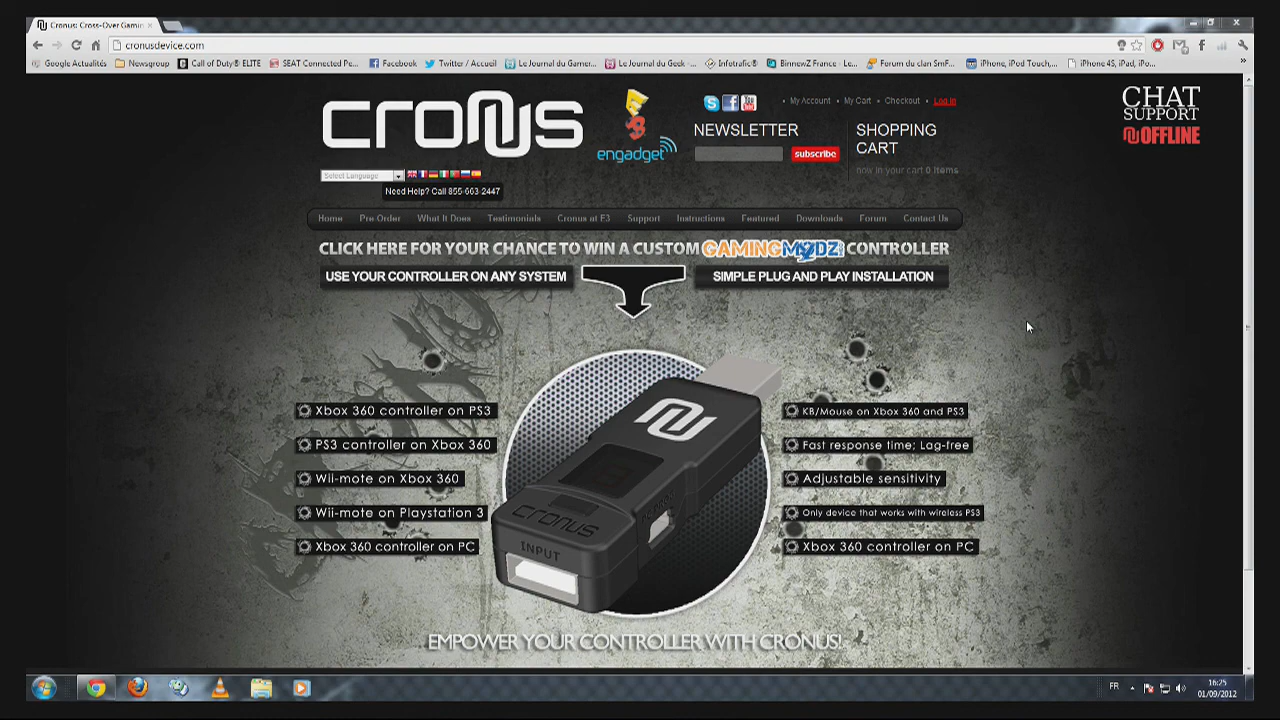 Cronus: Cross-Over Gamin
cronusdevice.com
Google Actualités
Newsgroup
Call of Duty® ELITE
SEAT Connected Pe...
Facebook
Twitter / Accueil
Le Journal du Gamer...
Le Journal du Geek -...
Infotrafic®
BinnewZ France - Le...
Forum du clan SmF...
iPhone, iPod Touch,...
iPhone 4S, iPad, iPo...
»
CRONUS
E3
engadget
My Account
My Cart
Checkout
Log in
NEWSLETTER
subscribe
SHOPPING
CART
now in your cart 0 items
CHAT
SUPPORT
OFFLINE
Select Language
Need Help? Call 855-663-2447
Home
Pre Order
What It Does
Testimonials
Cronus at E3
Support
Instructions
Featured
Downloads
Forum
Contact Us
CLICK HERE FOR YOUR CHANCE TO WIN A CUSTOM GAMINGMODZ CONTROLLER
USE YOUR CONTROLLER ON ANY SYSTEM
SIMPLE PLUG AND PLAY INSTALLATION
Xbox 360 controller on PS3
PS3 controller on Xbox 360
Wii-mote on Xbox 360
Wii-mote on Playstation 3
Xbox 360 controller on PC
KB/Mouse on Xbox 360 and PS3
Fast response time; Lag-free
Adjustable sensitivity
Only device that works with wireless PS3
Xbox 360 controller on PC
CRONUS
INPUT
EMPOWER YOUR CONTROLLER WITH CRONUS!
FR
16:25
01/09/2012